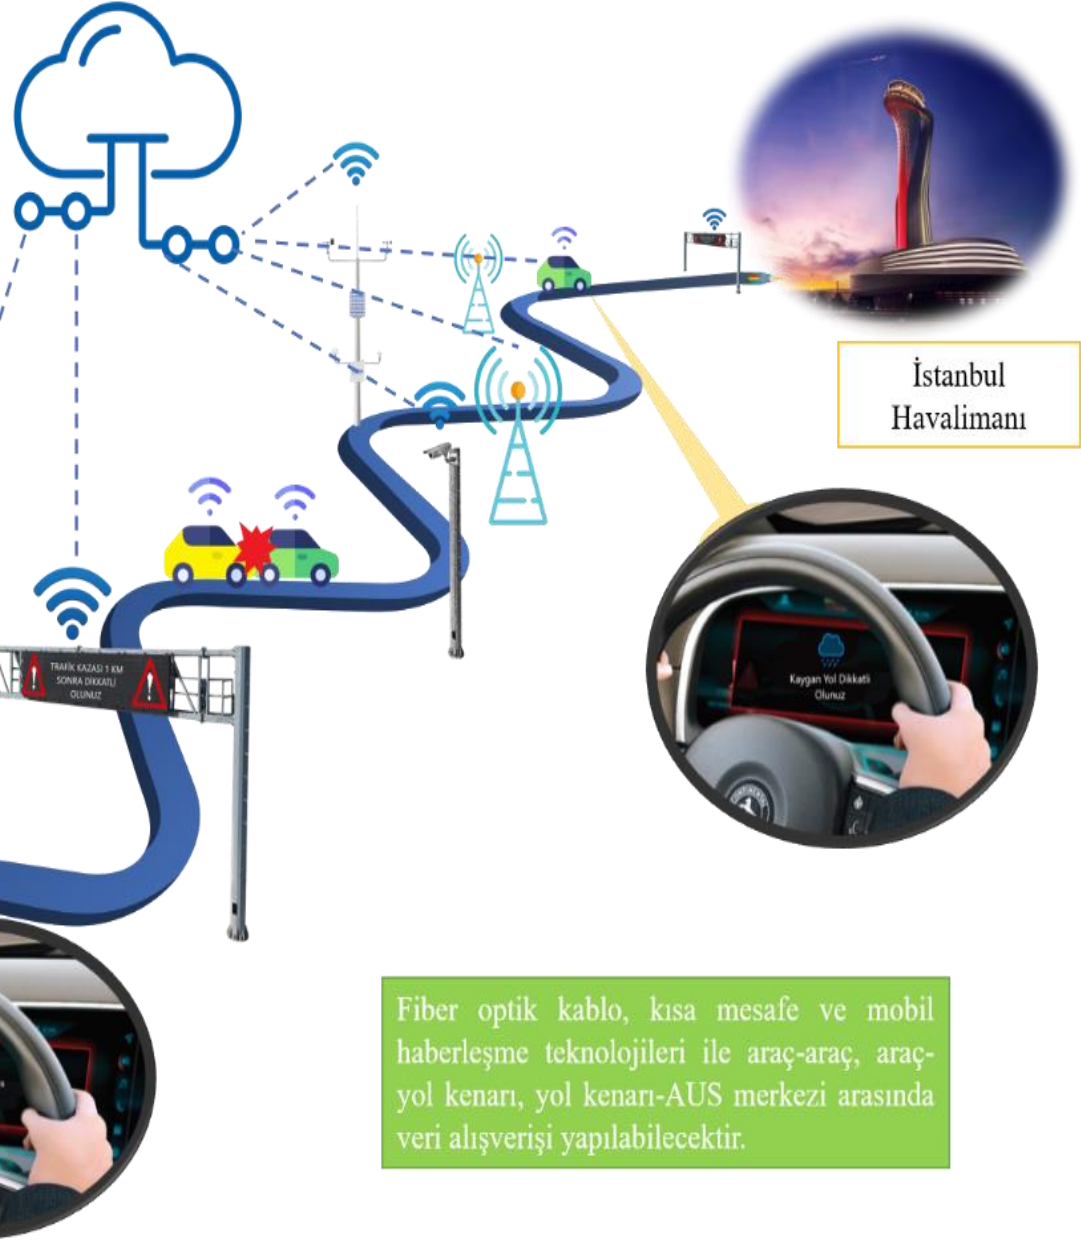 İstanbul
Havalimanı
TRAFİK KAZASI 1 KM
SONRA DİKKATLİ
OLUNUZ
Kaygan Yol Dikkatli
Olunuz
Fiber optik kablo, kısa mesafe ve mobil
haberleşme teknolojileri ile araç-araç, araç-
yol kenarı, yol kenarı-AUS merkezi arasında
veri alışverişi yapılabilecektir.